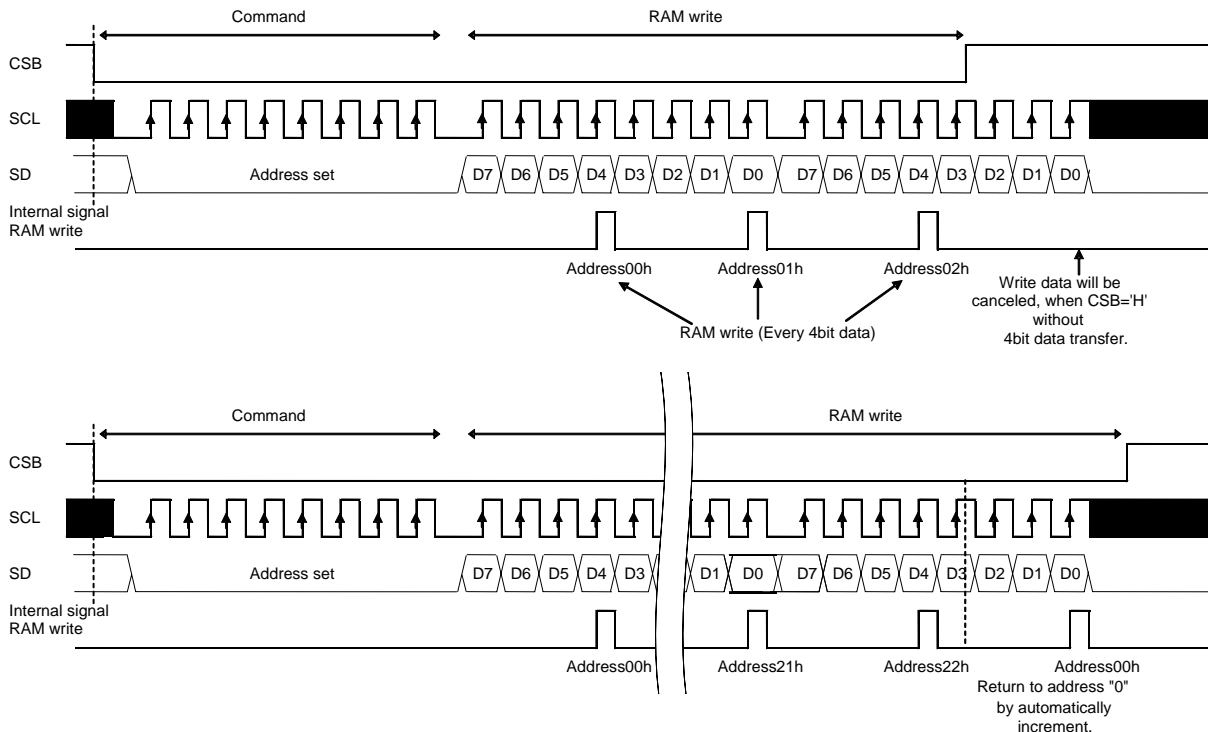 Command RAM write
CSB
SCL
SD Address set D7 D6 D5 D4 D3 D2 D1 D0 D7 D6 D5 D4 D3 D2 D1 D0
Internal signal
RAM write
Address00h Address01h Address02h
Write data will be
canceled, when CSB='H'
without
4bit data transfer.
RAM write (Every 4bit data)
Command RAM write
CSB
SCL
SD Address set D7 D6 D5 D4 D3 D1 D0 D7 D6 D5 D4 D3 D2 D1 D0
Internal signal
RAM write
Address00h Address21h Address22h Address00h
Return to address "0"
by automatically
increment.